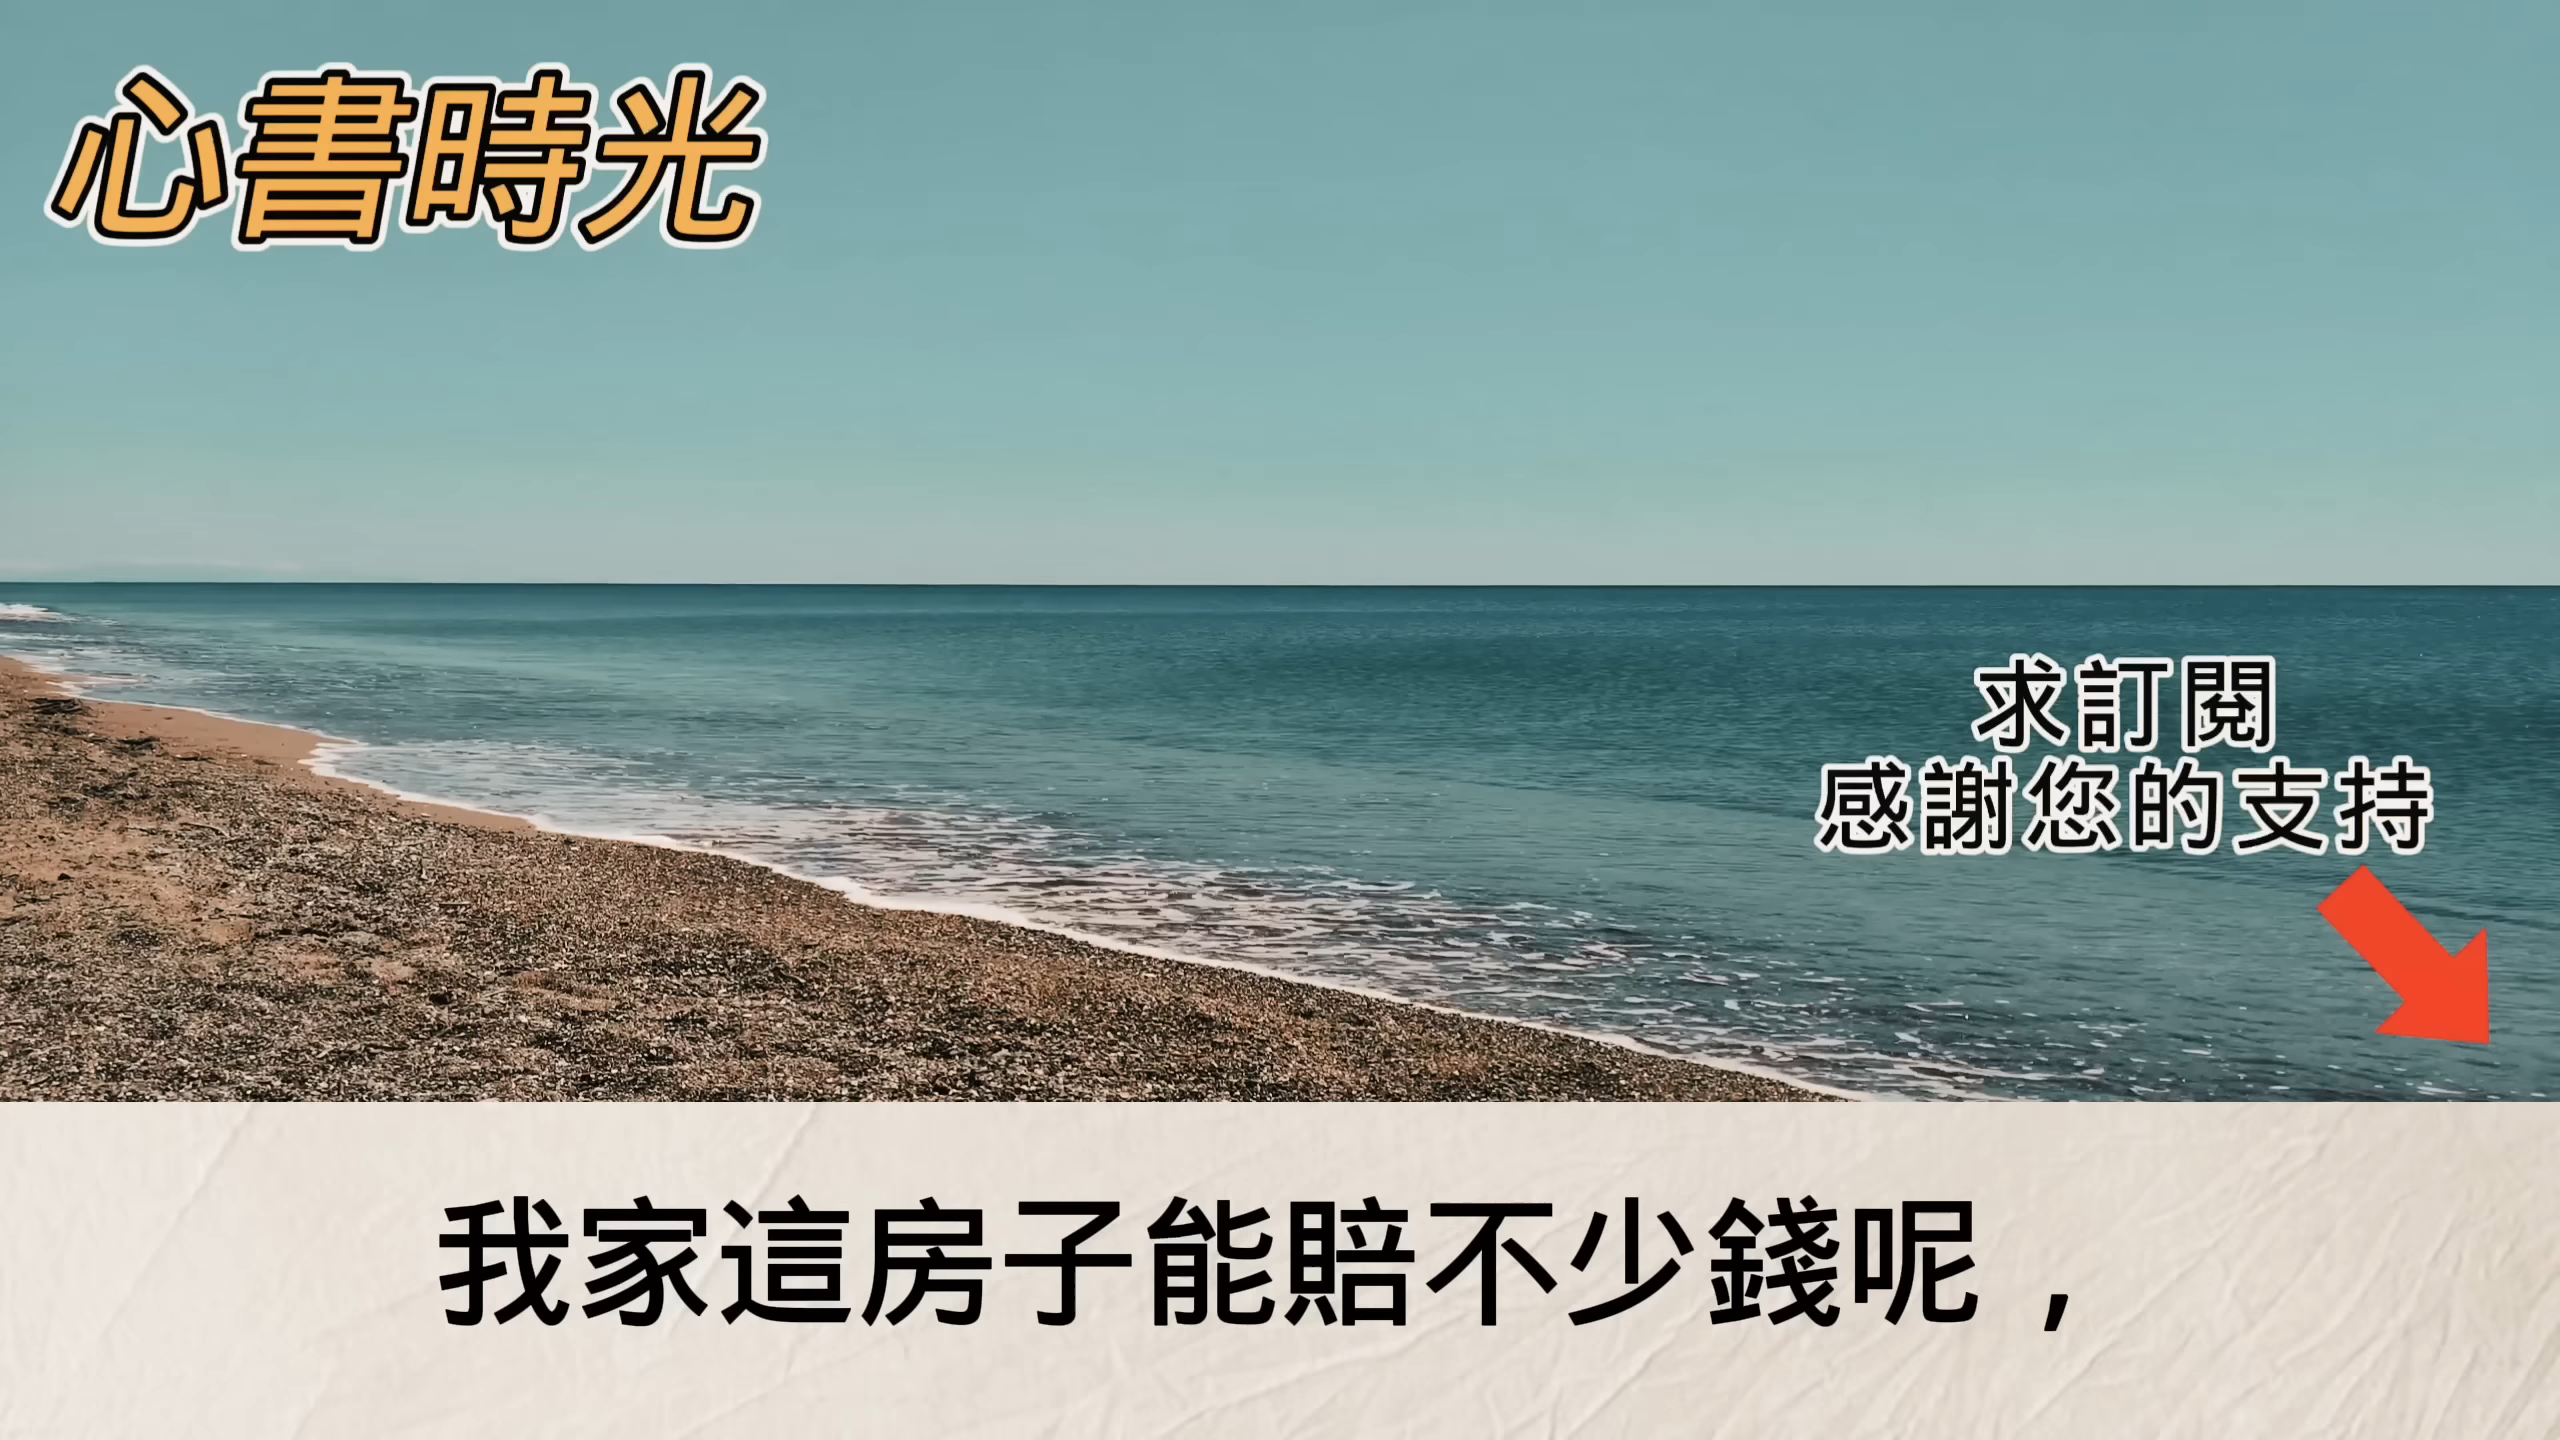 心書時光
求訂閱
感謝您的支持
我家這房子能賠不少錢呢，